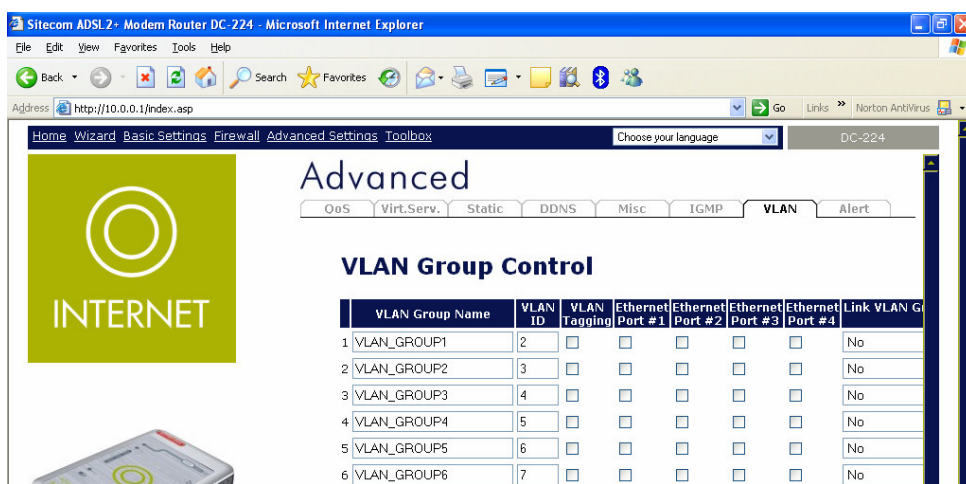 Sitecom ADSL2+ Modem Router DC-224 - Microsoft Internet Explorer
File Edit View Favorites Tools Help
Back Search Favorites
Address http://10.0.0.1/index.asp Go Links » Norton AntiVirus
Home Wizard Basic Settings Firewall Advanced Settings Toolbox Choose your language DC-224
Advanced
QoS Virt.Serv. Static DDNS Misc IGMP VLAN Alert
INTERNET
VLAN Group Control
VLAN Group Name VLAN ID VLAN Tagging Ethernet Port #1 Ethernet Port #2 Ethernet Port #3 Ethernet Port #4 Link VLAN G
1 VLAN_GROUP1 2 No
2 VLAN_GROUP2 3 No
3 VLAN_GROUP3 4 No
4 VLAN_GROUP4 5 No
5 VLAN_GROUP5 6 No
6 VLAN_GROUP6 7 No